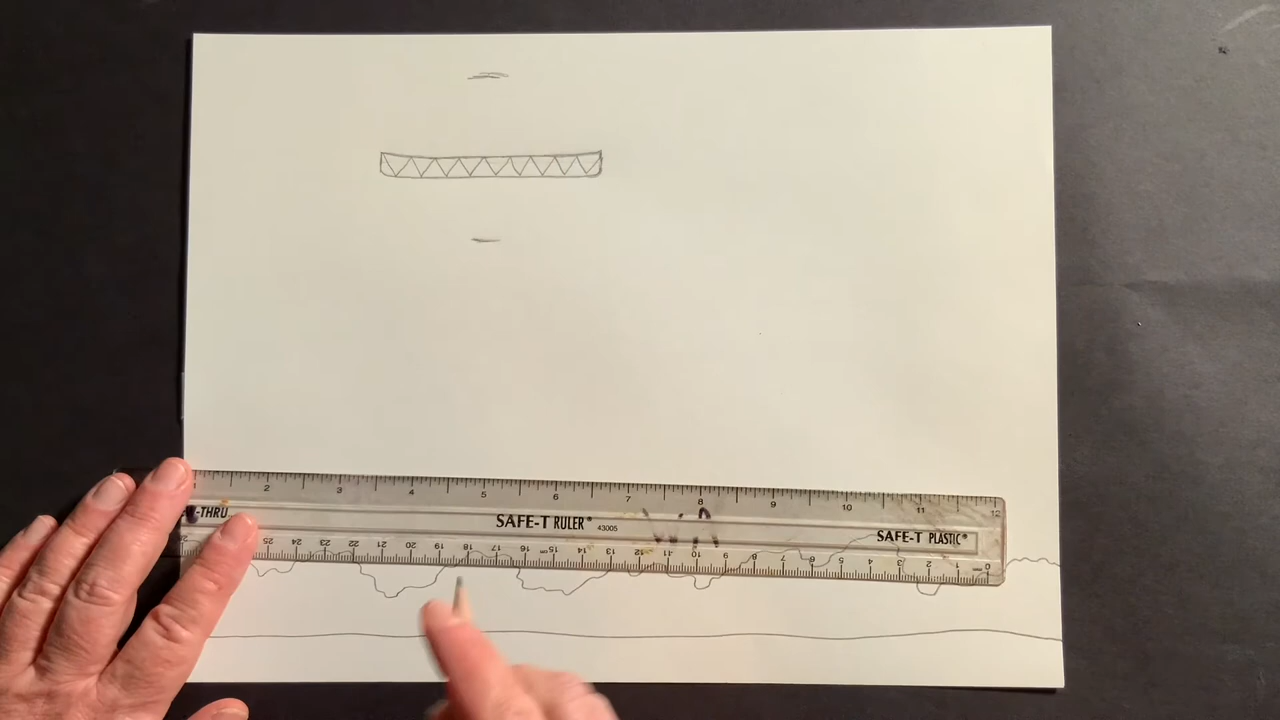 2 3 4 5 6 7 8 9 10 11 12
-THRU SAFE-T RULER® 43005 SAFE-T PLASTIC®
25 24 23 22 21 20 19 18 17 16 15 cm 14 13 12 11 10 9 8 7 6 5 4 3 2 1 0